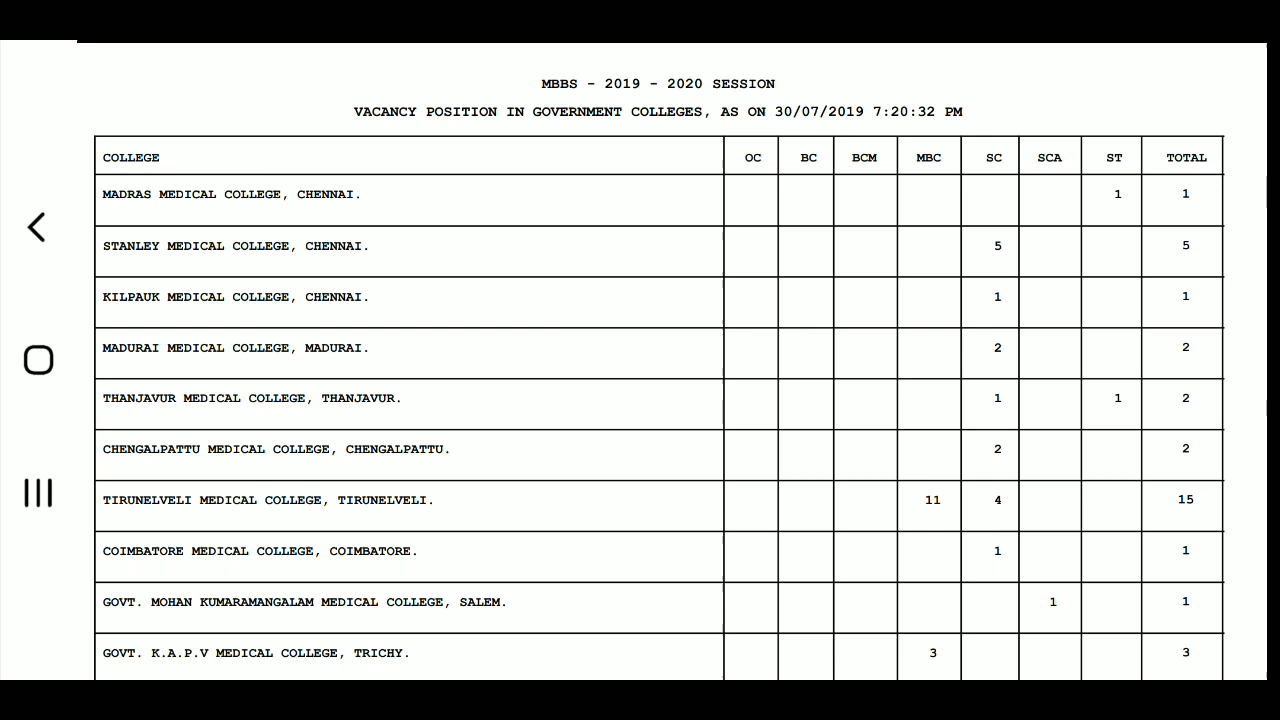 MBBS - 2019 - 2020 SESSION
VACANCY POSITION IN GOVERNMENT COLLEGES, AS ON 30/07/2019 7:20:32 PM
COLLEGE OC BC BCM MBC SC SCA ST TOTAL
MADRAS MEDICAL COLLEGE, CHENNAI. 1 1
STANLEY MEDICAL COLLEGE, CHENNAI. 5 5
KILPAUK MEDICAL COLLEGE, CHENNAI. 1 1
MADURAI MEDICAL COLLEGE, MADURAI. 2 2
THANJAVUR MEDICAL COLLEGE, THANJAVUR. 1 1 2
CHENGALPATTU MEDICAL COLLEGE, CHENGALPATTU. 2 2
TIRUNELVELI MEDICAL COLLEGE, TIRUNELVELI. 11 4 15
COIMBATORE MEDICAL COLLEGE, COIMBATORE. 1 1
GOVT. MOHAN KUMARAMANGALAM MEDICAL COLLEGE, SALEM. 1 1
GOVT. K.A.P.V MEDICAL COLLEGE, TRICHY. 3 3